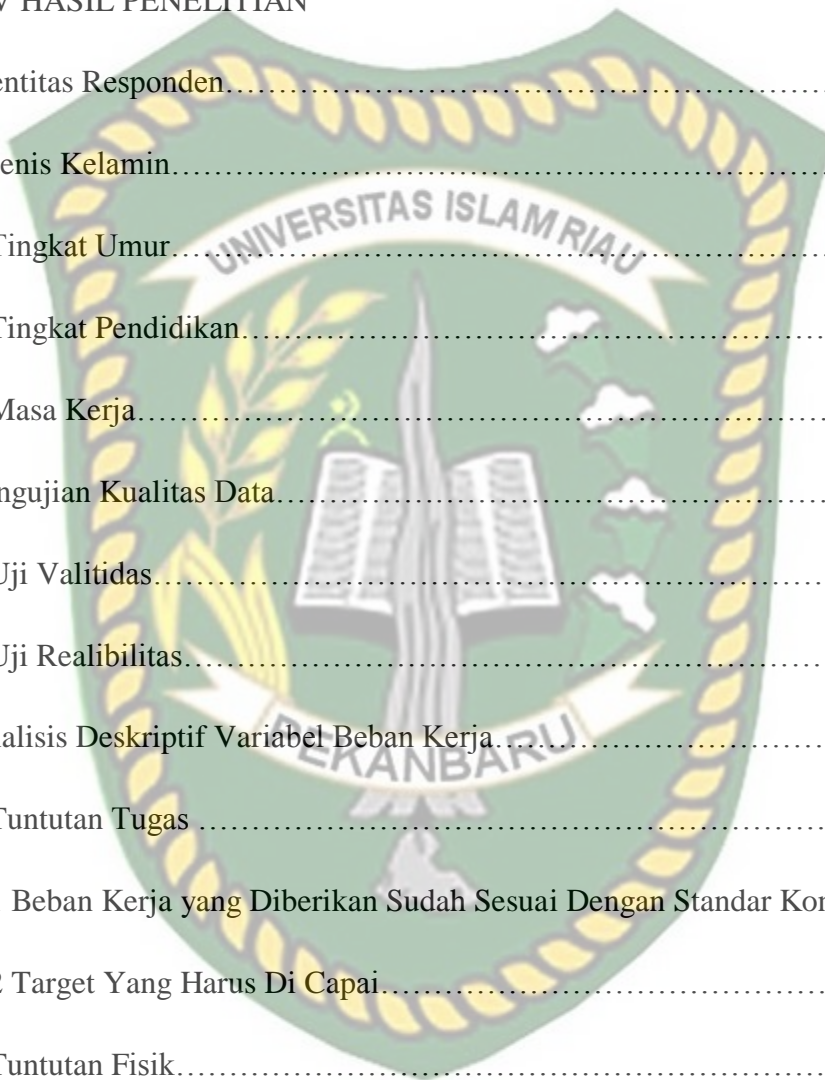 V HASIL PENELITIAN
entitas Responden……………………………………………………
enis Kelamin……………………………………………………
UNIVERSITAS ISLAM RIAU
Tingkat Umur……………………………………………………
Tingkat Pendidikan……………………………………………………
Masa Kerja……………………………………………………
ngujian Kualitas Data……………………………………………………
Uji Valitidas……………………………………………………
Uji Realibilitas……………………………………………………
alisis Deskriptif Variabel Beban Kerja……………………………
PEKANBARU
Tuntutan Tugas ……………………………………………………
Beban Kerja yang Diberikan Sudah Sesuai Dengan Standar Kor
2 Target Yang Harus Di Capai……………………………………
Tuntutan Fisik……………………………………………………